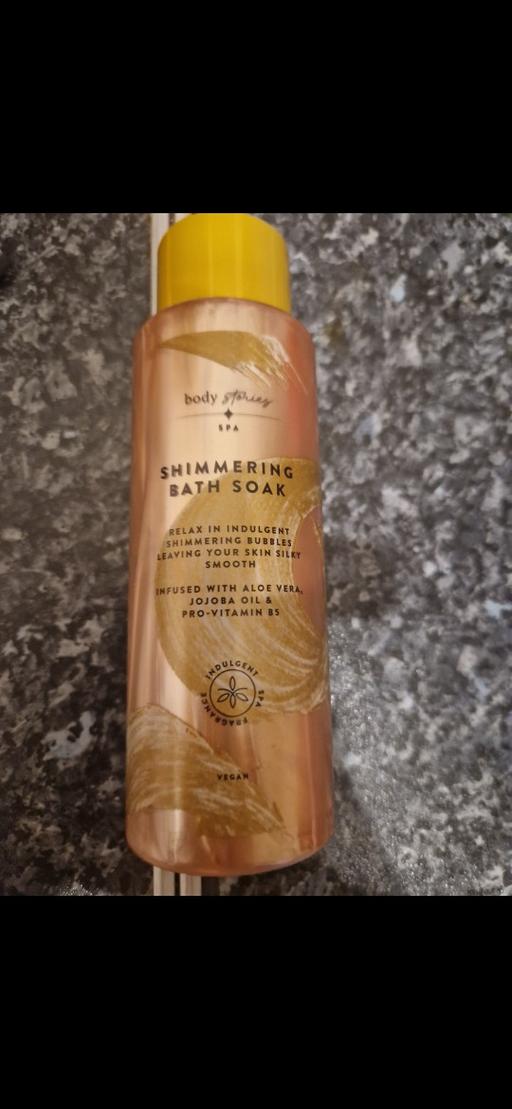 body stories
SPA
SHIMMERING
BATH SOAK
RELAX IN INDULGENT
SHIMMERING BUBBLES
LEAVING YOUR SKIN SILKY
SMOOTH
INFUSED WITH ALOE VERA,
JOJOBA OIL &
PRO-VITAMIN B5
INDULGENT SPA FRAGRANCE
VEGAN